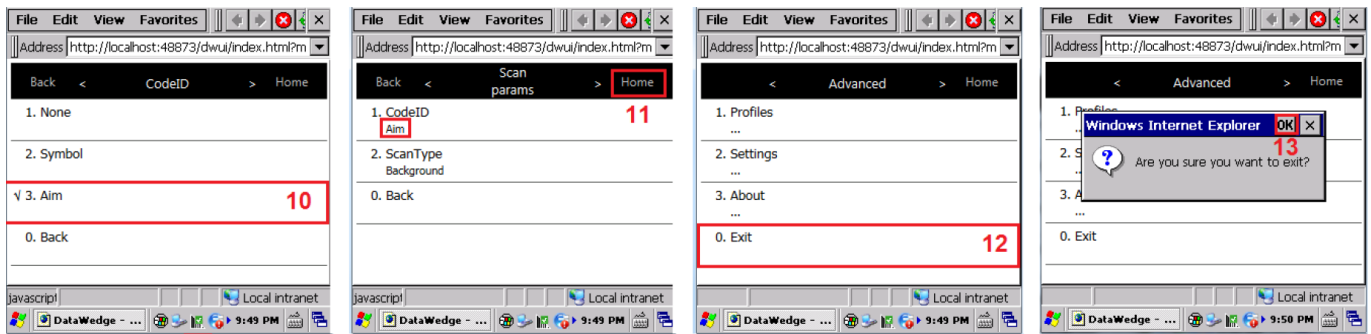 File Edit View Favorites
Address http://localhost:48873/dwui/index.html?m
Back < CodeID > Home
1. None
2. Symbol
√ 3. Aim
10
0. Back
javascript
Local intranet
DataWedge - ...
9:49 PM
File Edit View Favorites
Address http://localhost:48873/dwui/index.html?m
Back < Scan params > Home
11
1. CodeID
Aim
2. ScanType
Background
0. Back
javascript
Local intranet
DataWedge - ...
9:49 PM
File Edit View Favorites
Address http://localhost:48873/dwui/index.html?m
< Advanced > Home
1. Profiles
...
2. Settings
...
3. About
...
0. Exit
12
Local intranet
DataWedge - ...
9:49 PM
File Edit View Favorites
Address http://localhost:48873/dwui/index.html?m
< Advanced > Home
1. Profiles
Windows Internet Explorer OK
13
2. S
Are you sure you want to exit?
3. A
...
0. Exit
Local intranet
DataWedge - ...
9:50 PM